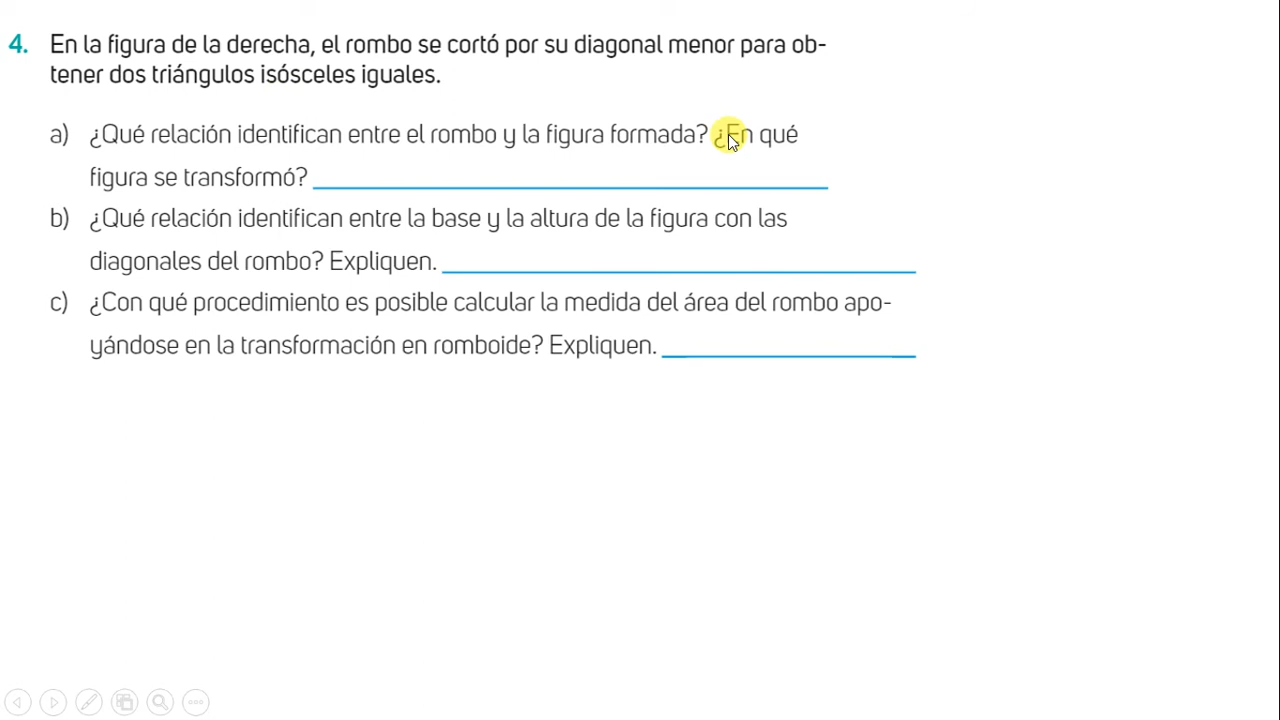 4. En la figura de la derecha, el rombo se cortó por su diagonal menor para ob-
tener dos triángulos isósceles iguales.
a) ¿Qué relación identifican entre el rombo y la figura formada? ¿En qué
figura se transformó?
b) ¿Qué relación identifican entre la base y la altura de la figura con las
diagonales del rombo? Expliquen.
c) ¿Con qué procedimiento es posible calcular la medida del área del rombo apo-
yándose en la transformación en romboide? Expliquen.